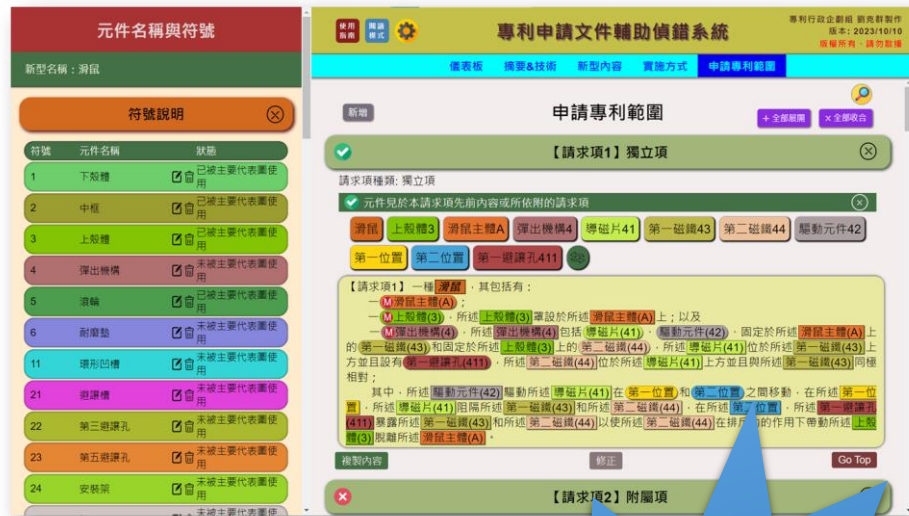 元件名稱與符號
新型名稱：滑鼠
符號說明
符號 元件名稱 狀態
1 下殼體 已被主要代表圖使用
2 中框 已被主要代表圖使用
3 上殼體 已被主要代表圖使用
4 彈出機構 未被主要代表圖使用
5 滾輪 已被主要代表圖使用
6 耐磨墊 未被主要代表圖使用
11 環形凹槽 未被主要代表圖使用
21 避讓槽 未被主要代表圖使用
22 第三避讓孔 未被主要代表圖使用
23 第五避讓孔 未被主要代表圖使用
24 安裝架 未被主要代表圖使用
未被主要代表圖使
使用指南 閱讀模式
專利申請文件輔助偵錯系統
專利行政企劃組 劉克群製作
版本: 2023/10/10
版權所有，請勿散播
儀表板 摘要&技術 新型內容 實施方式 申請專利範圍
新增 申請專利範圍 + 全部展開 × 全部收合
【請求項1】獨立項
請求項種類: 獨立項
元件見於本請求項先前內容或所依附的請求項
滑鼠 上殼體3 滑鼠主體A 彈出機構4 導磁片41 第一磁鐵43 第二磁鐵44 驅動元件42
第一位置 第二位置 第一避讓孔411
【請求項1】 一種 滑鼠 ，其包括有：
一 M 滑鼠主體(A) ；
一 M 上殼體(3) ，所述 上殼體(3) 罩設於所述 滑鼠主體(A) 上；以及
一 M 彈出機構(4) ，所述 彈出機構(4) 包括 導磁片(41) 、 驅動元件(42) 、固定於所述 滑鼠主體(A) 上
的 第一磁鐵(43) 和固定於所述 上殼體(3) 上的 第二磁鐵(44) ，所述 導磁片(41) 位於所述 第一磁鐵(43) 上
方並且設有 第一避讓孔(411) ，所述 第二磁鐵(44) 位於所述 導磁片(41) 上方並且與所述 第一磁鐵(43) 同極
相對；
其中，所述 驅動元件(42) 驅動所述 導磁片(41) 在 第一位置 和 第二位置 之間移動，在所述 第一位
置 ，所述 導磁片(41) 阻隔所述 第一磁鐵(43) 和所述 第二磁鐵(44) ，在所述 第二位置 ，所述 第一避讓孔
(411) 暴露所述 第一磁鐵(43) 和所述 第二磁鐵(44) 以使所述 第二磁鐵(44) 在排斥力的作用下帶動所述 上殼
體(3) 脫離所述 滑鼠主體(A) 。
複製內容 修正 Go Top
【請求項2】附屬項